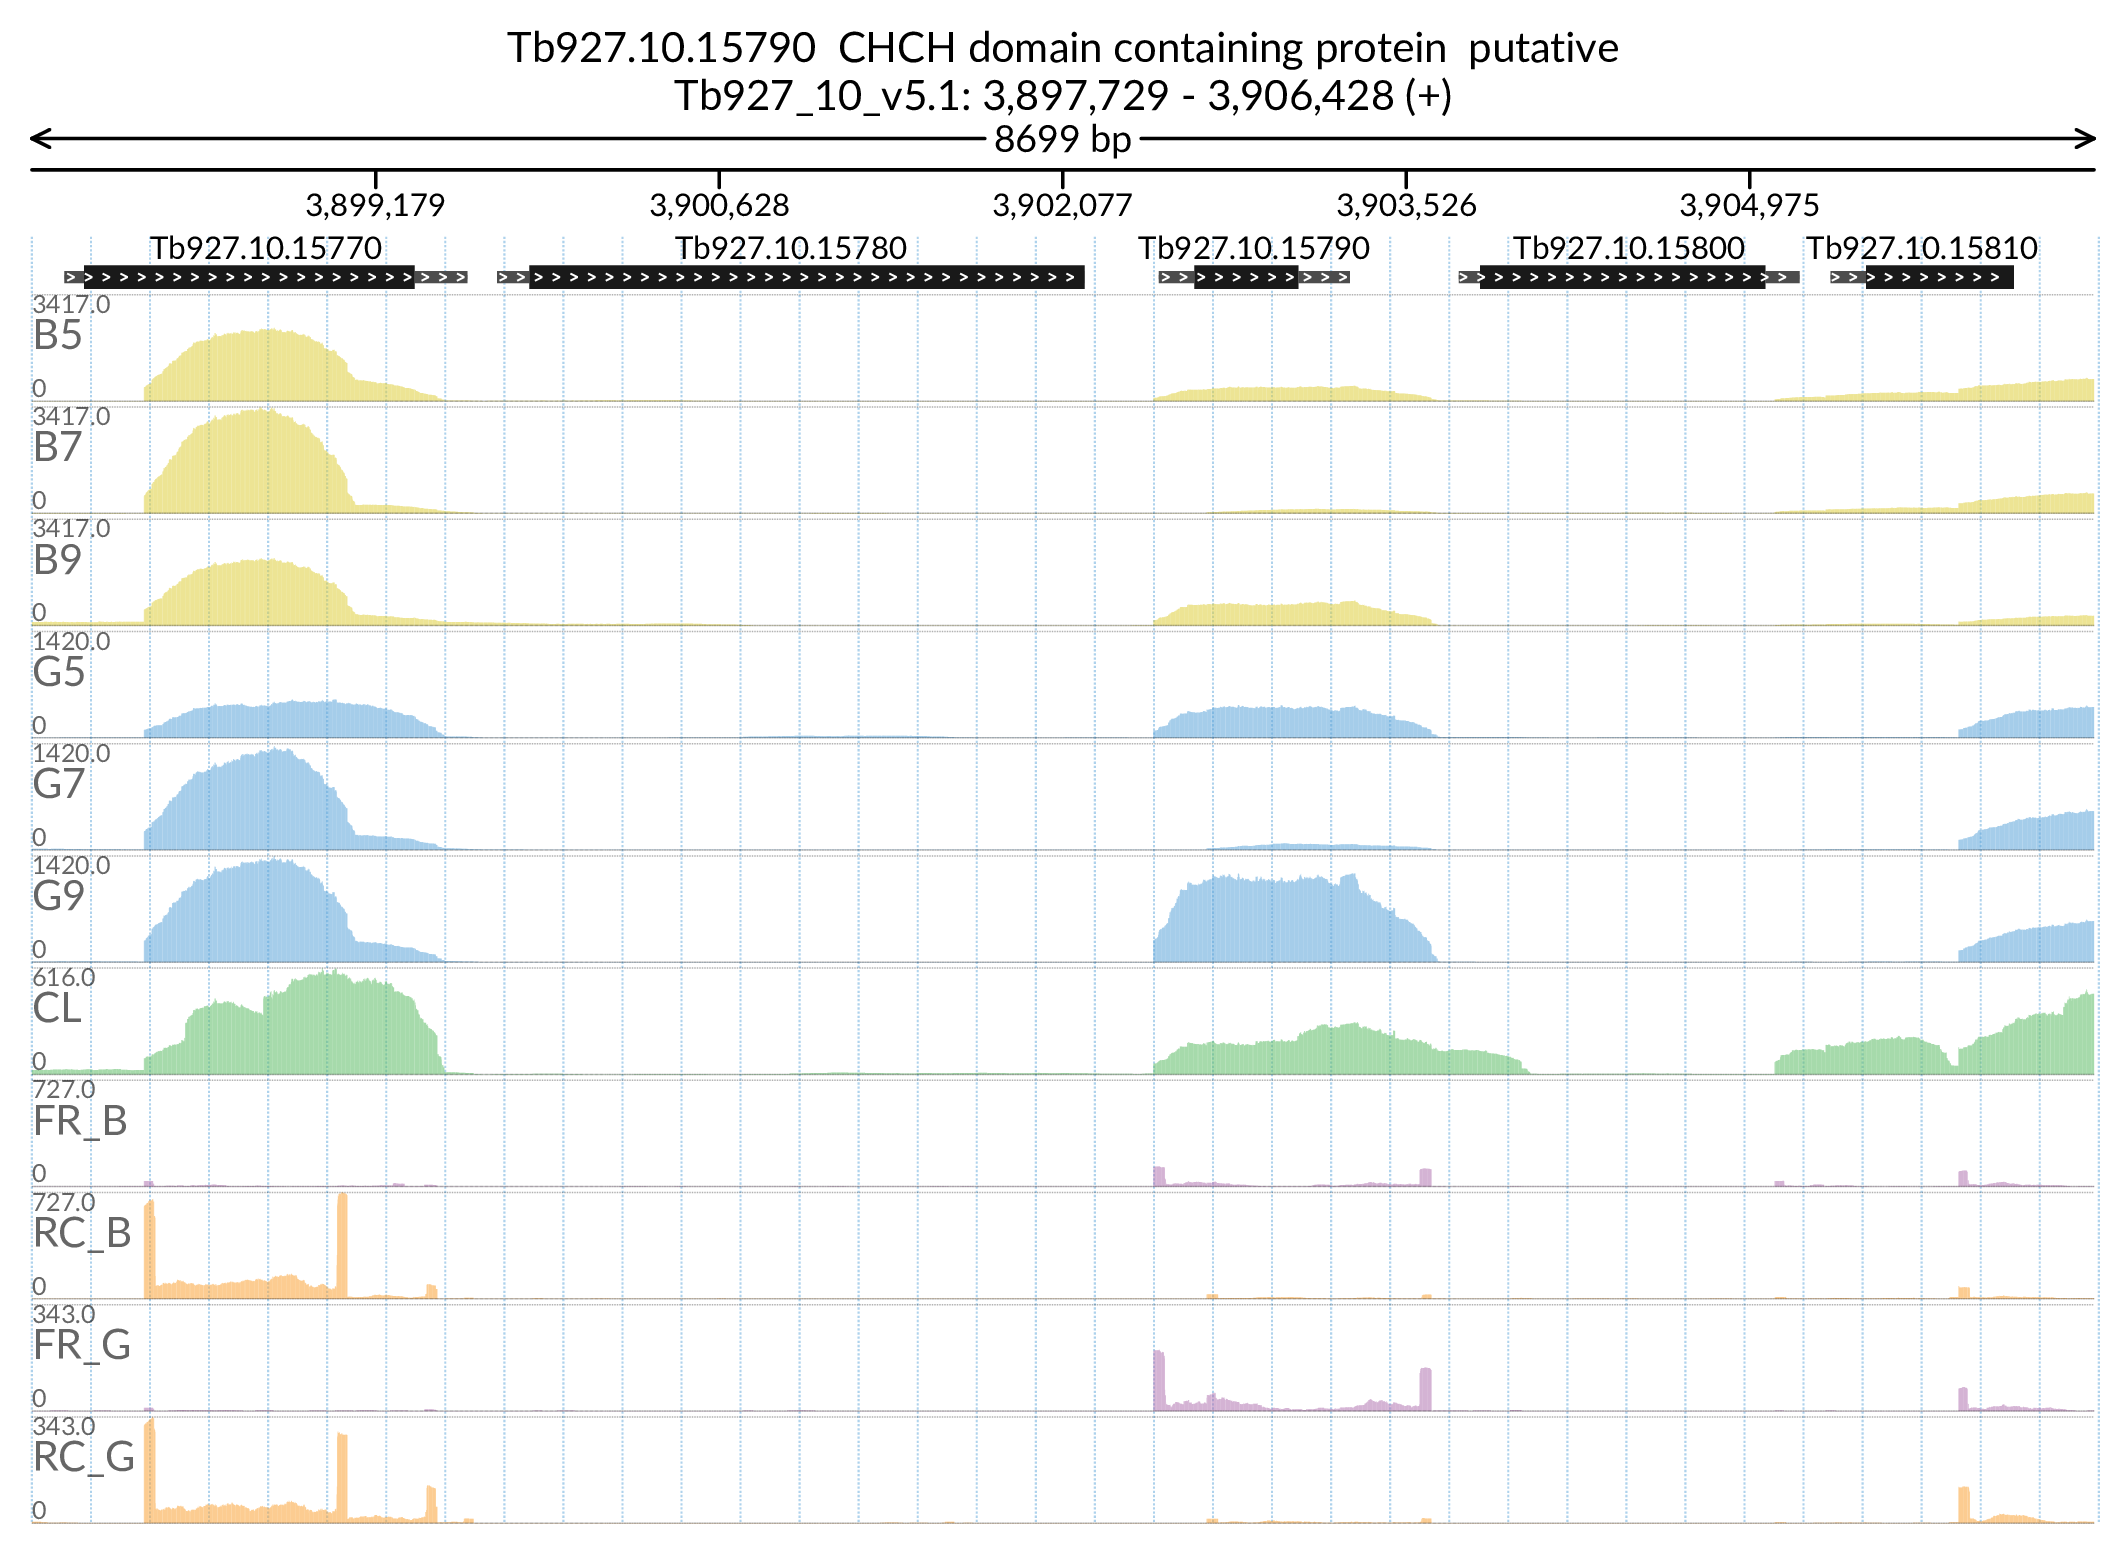 Tb927.10.15790  CHCH domain containing protein  putative
Tb927_10_v5.1: 3,897,729 - 3,906,428 (+)
8699 bp
3,899,179 3,900,628 3,902,077 3,903,526 3,904,975
Tb927.10.15770 Tb927.10.15780 Tb927.10.15790 Tb927.10.15800 Tb927.10.15810
3417.0
B5
0
3417.0
B7
0
3417.0
B9
0
1420.0
G5
0
1420.0
G7
0
1420.0
G9
0
616.0
CL
0
727.0
FR_B
0
727.0
RC_B
0
343.0
FR_G
0
343.0
RC_G
0